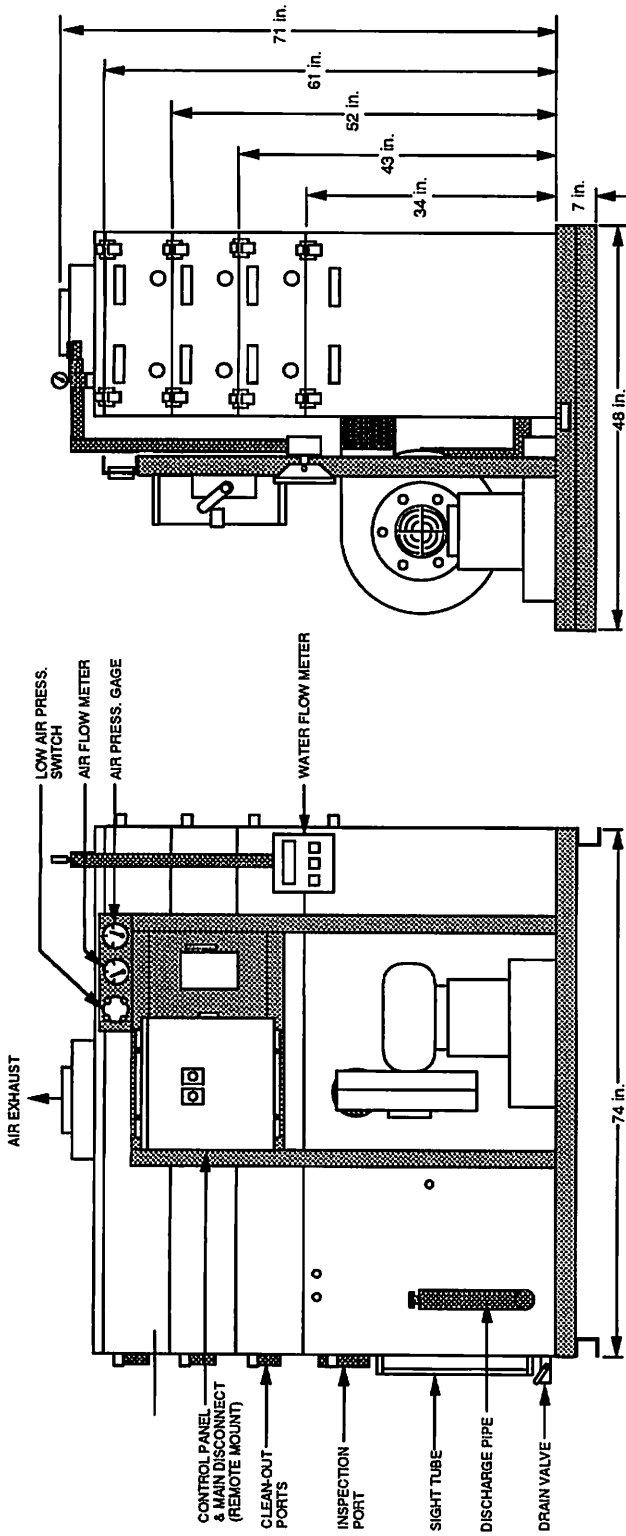 AIR EXHAUST
LOW AIR PRESS.
SWITCH
AIR FLOW METER
AIR PRESS. GAGE
WATER FLOW METER
CONTROL PANEL
& MAIN DISCONNECT
(REMOTE MOUNT)
CLEAN-OUT
PORTS
INSPECTION
PORT
SIGHT TUBE
DISCHARGE PIPE
DRAIN VALVE
74 in.
71 in.
61 in.
52 in.
43 in.
34 in.
7 in.
48 in.